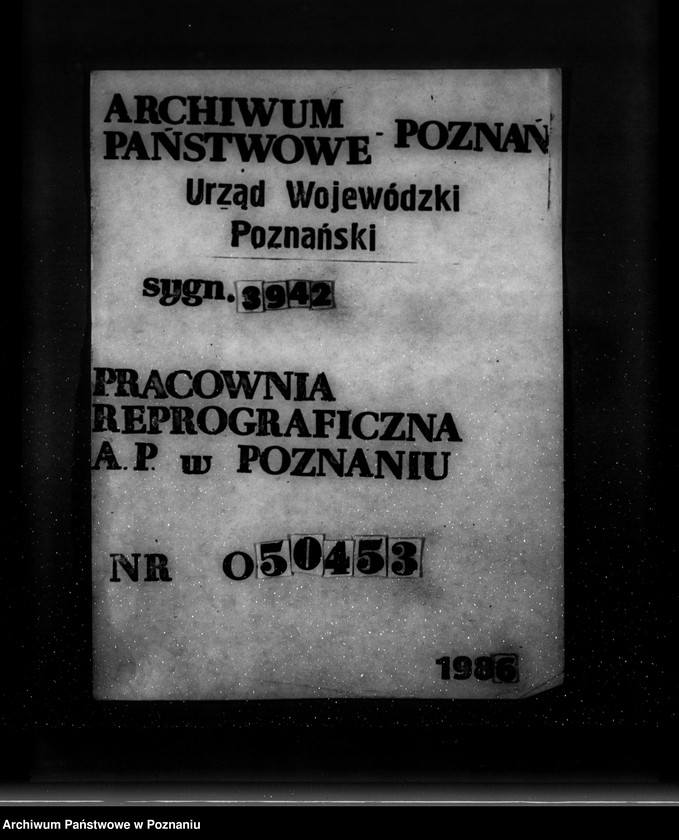 ARCHIWUM
PAŃSTWOWE - POZNAŃ
Urząd Wojewódzki
Poznański
sygn. 3942
PRACOWNIA
REPROGRAFICZNA
A. P. w POZNANIU
NR O50453
1986
Archiwum Państwowe w Poznaniu